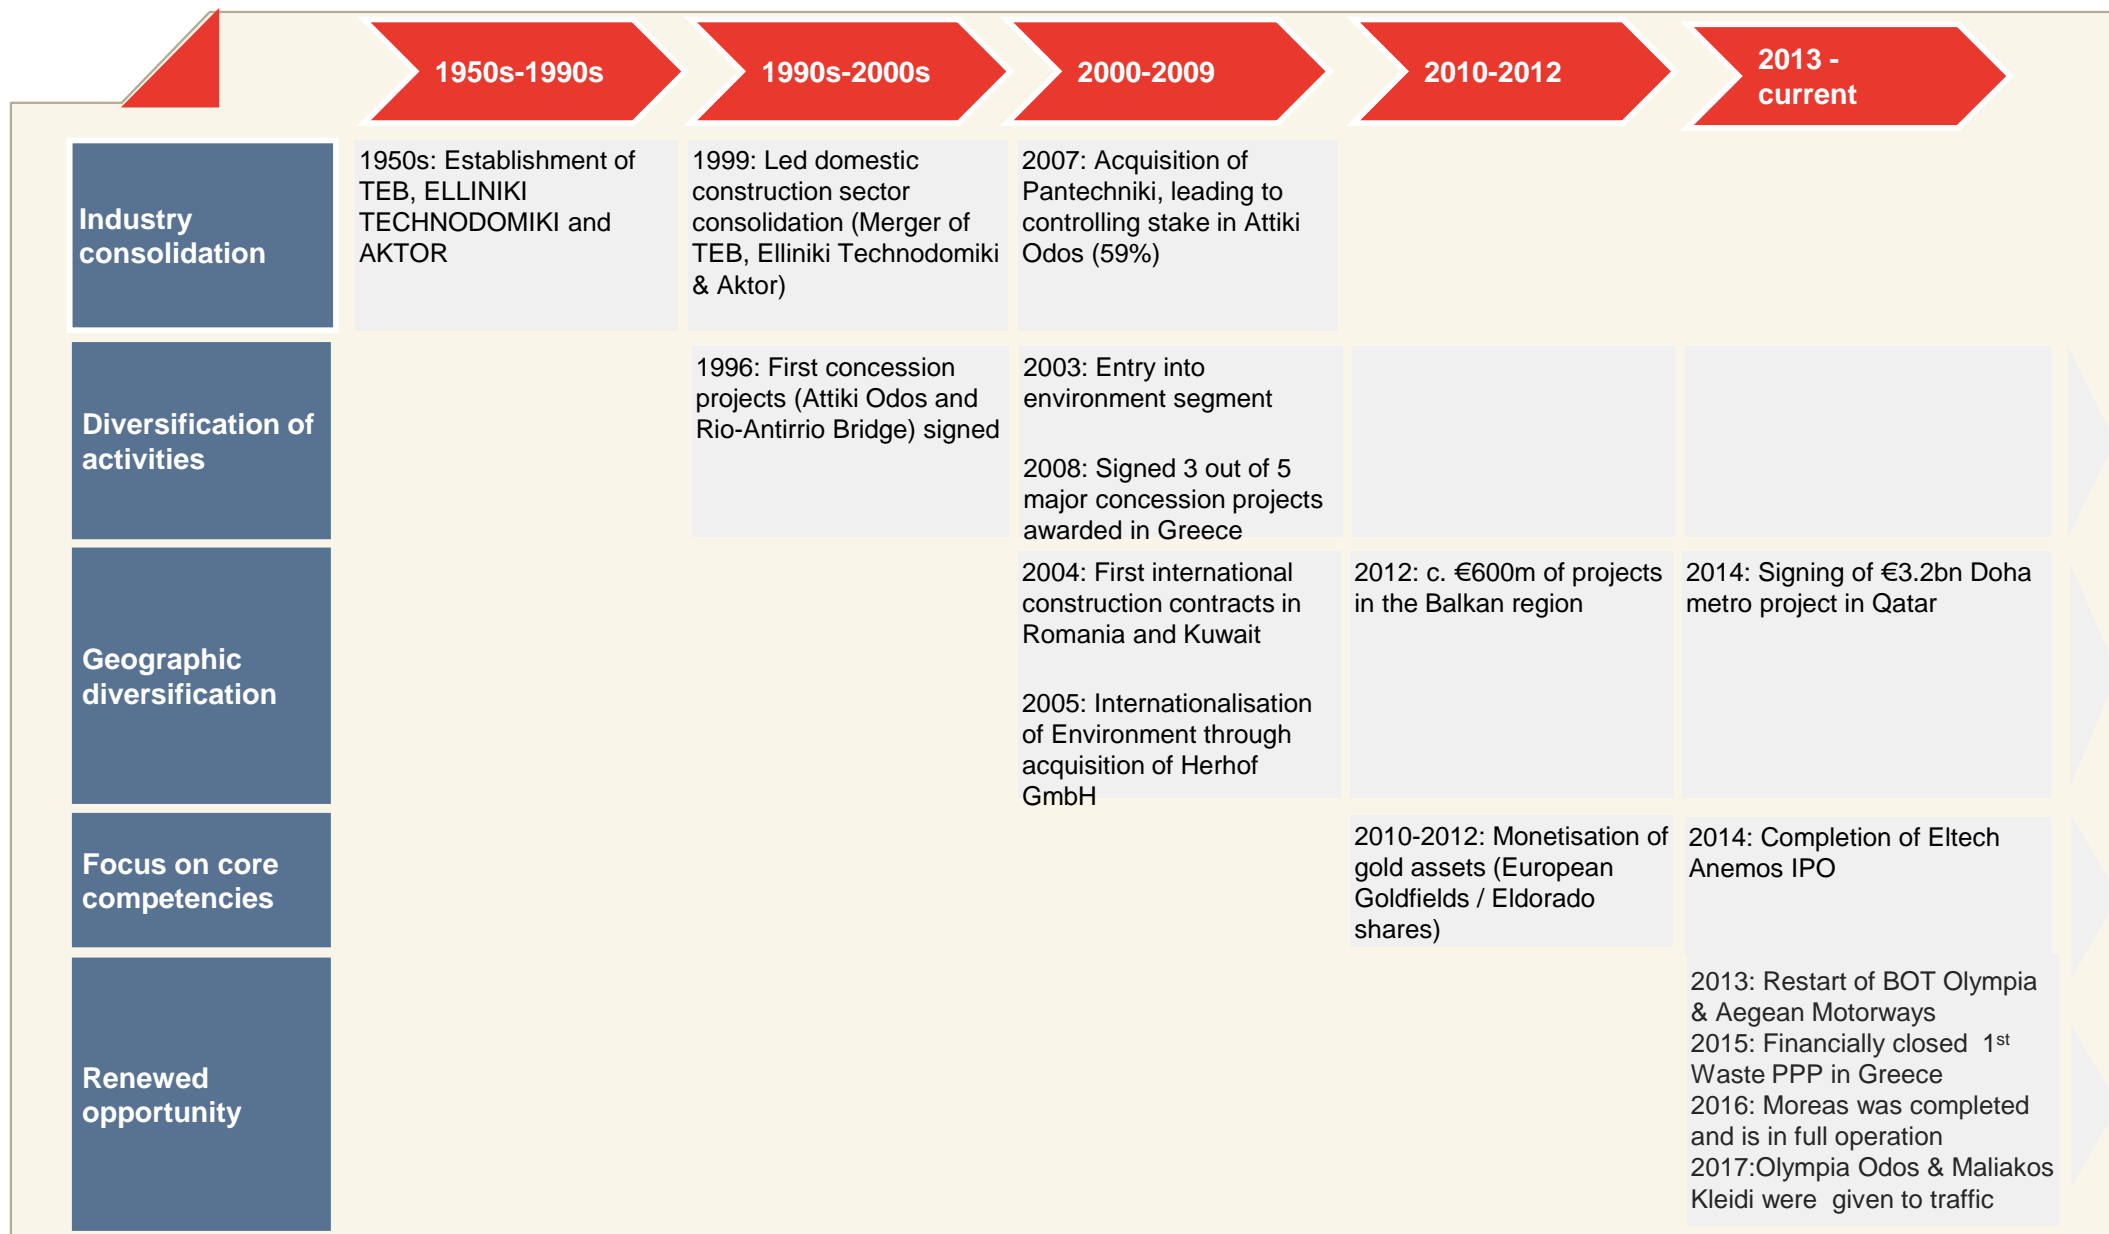 1950s-1990s
1990s-2000s
2000-2009
2010-2012
2013 -
current
Industry
consolidation
1950s: Establishment of
TEB, ELLINIKI
TECHNODOMIKI and
AKTOR
1999: Led domestic
construction sector
consolidation (Merger of
TEB, Elliniki Technodomiki
& Aktor)
2007: Acquisition of
Pantechniki, leading to
controlling stake in Attiki
Odos (59%)
Diversification of
activities
1996: First concession
projects (Attiki Odos and
Rio-Antirrio Bridge) signed
2003: Entry into
environment segment
2008: Signed 3 out of 5
major concession projects
awarded in Greece
Geographic
diversification
2004: First international
construction contracts in
Romania and Kuwait
2005: Internationalisation
of Environment through
acquisition of Herhof
GmbH
2012: c. €600m of projects
in the Balkan region
2014: Signing of €3.2bn Doha
metro project in Qatar
Focus on core
competencies
2010-2012: Monetisation of
gold assets (European
Goldfields / Eldorado
shares)
2014: Completion of Eltech
Anemos IPO
Renewed
opportunity
2013: Restart of BOT Olympia
& Aegean Motorways
2015: Financially closed  1st
Waste PPP in Greece
2016: Moreas was completed
and is in full operation
2017:Olympia Odos & Maliakos
Kleidi were  given to traffic